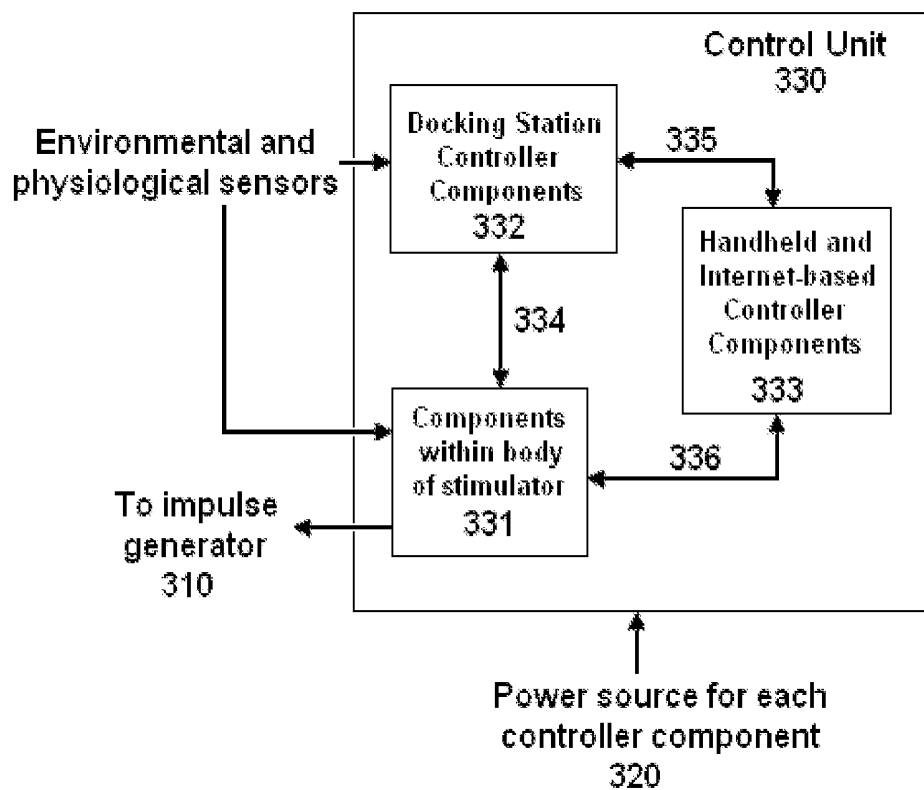 Control Unit
330
Docking Station
Controller
Components
332
Environmental and
physiological sensors
335
Handheld and
Internet-based
Controller
Components
333
334
Components
within body
of stimulator
331
336
To impulse
generator
310
Power source for each
controller component
320